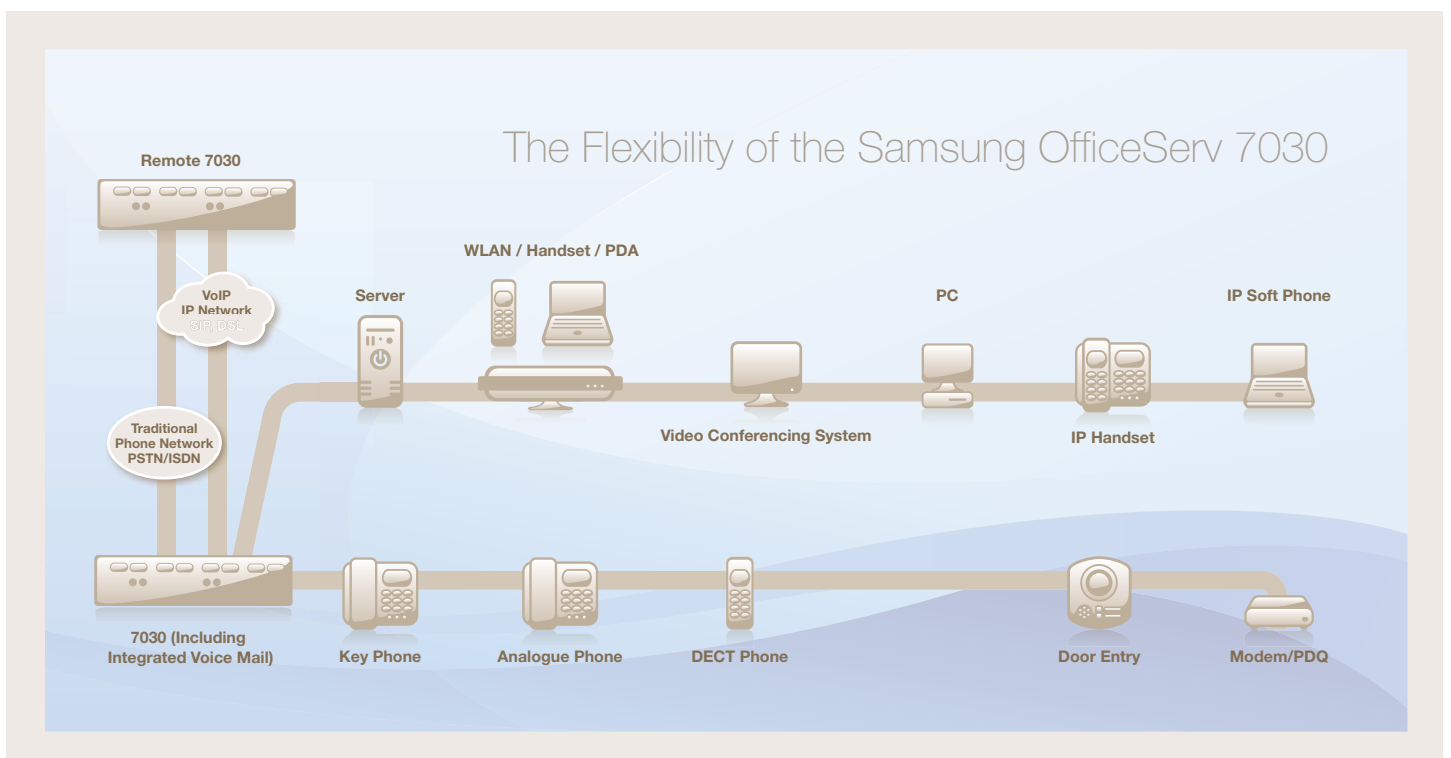 The Flexibility of the Samsung OfficeServ 7030
Remote 7030
WLAN / Handset / PDA
VoIP
IP Network
SIP, DSL
Server
PC
IP Soft Phone
Traditional
Phone Network
PSTN/ISDN
Video Conferencing System
IP Handset
7030 (Including
Integrated Voice Mail)
Key Phone
Analogue Phone
DECT Phone
Door Entry
Modem/PDQ